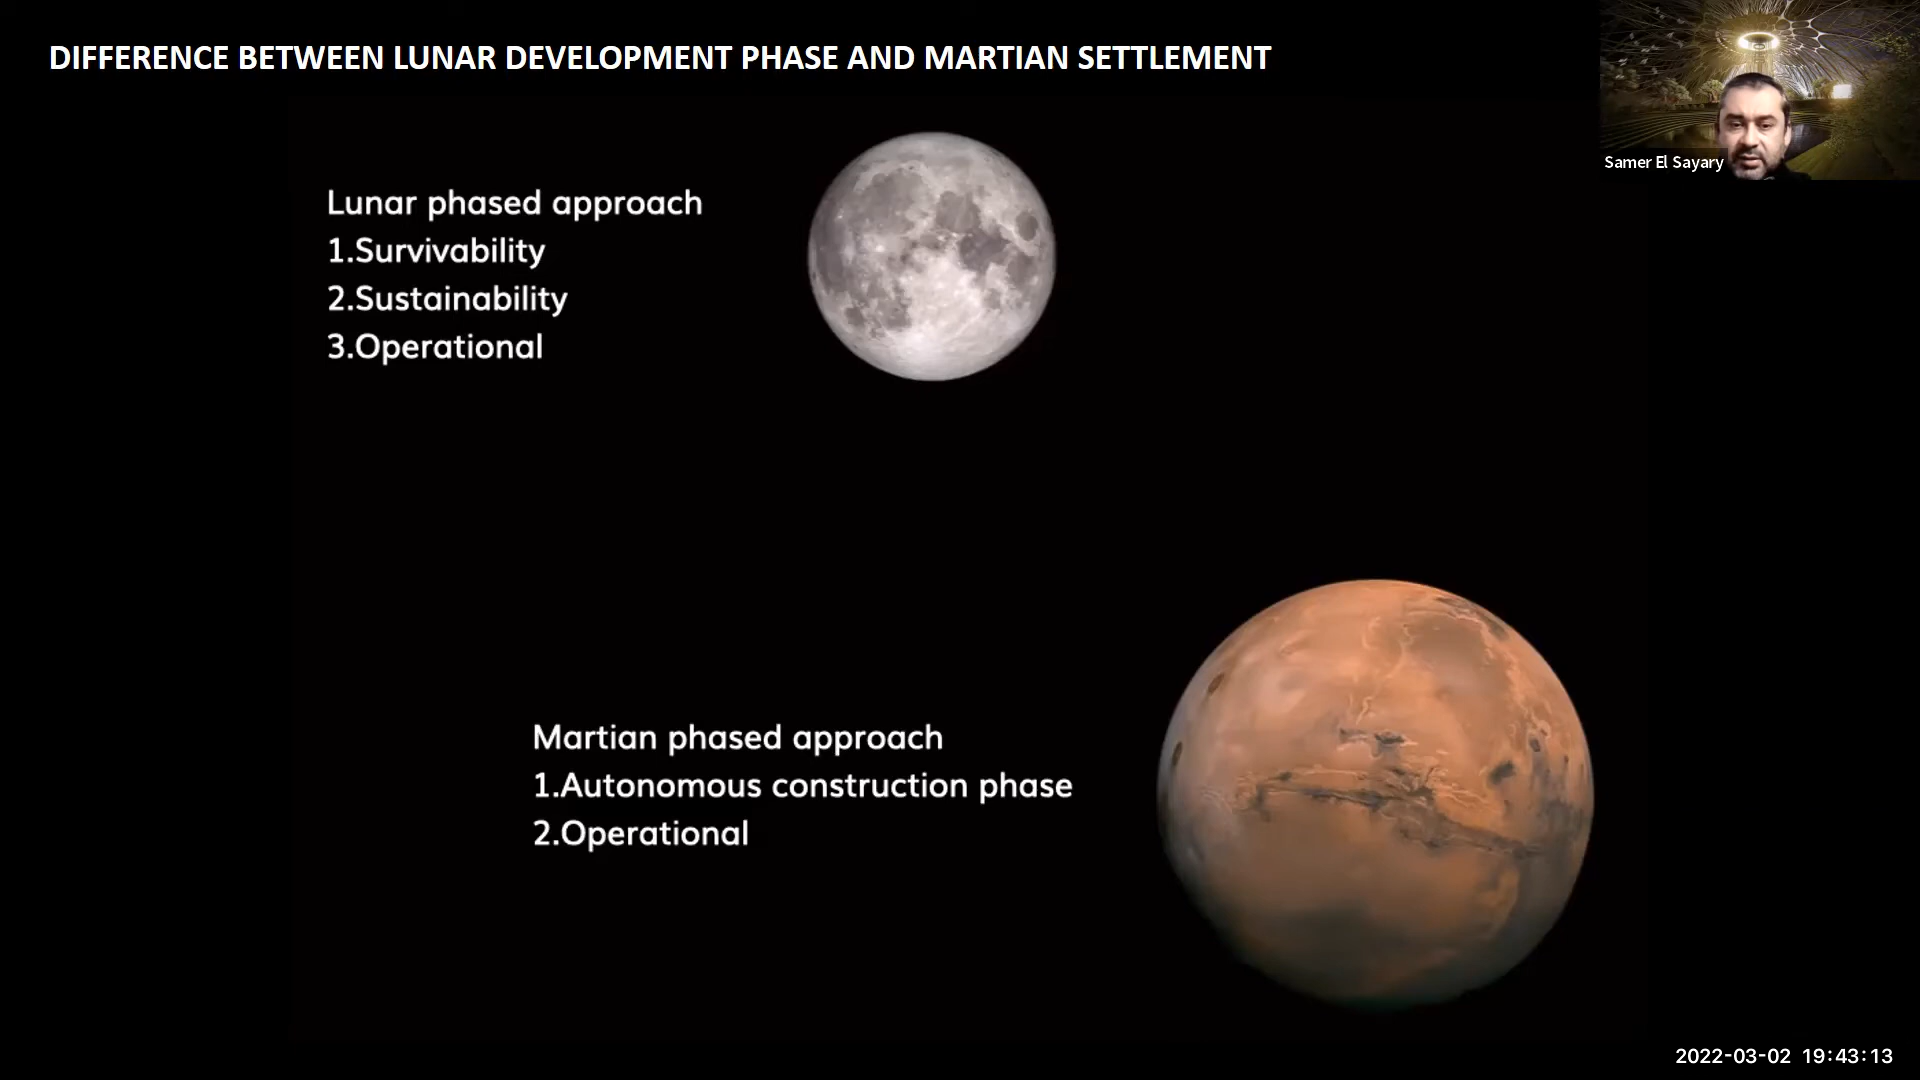 DIFFERENCE BETWEEN LUNAR DEVELOPMENT PHASE AND MARTIAN SETTLEMENT
Samer El Sayary
Lunar phased approach
1.Survivability
2.Sustainability
3.Operational
Martian phased approach
1.Autonomous construction phase
2.Operational
2022-03-02 19:43:13